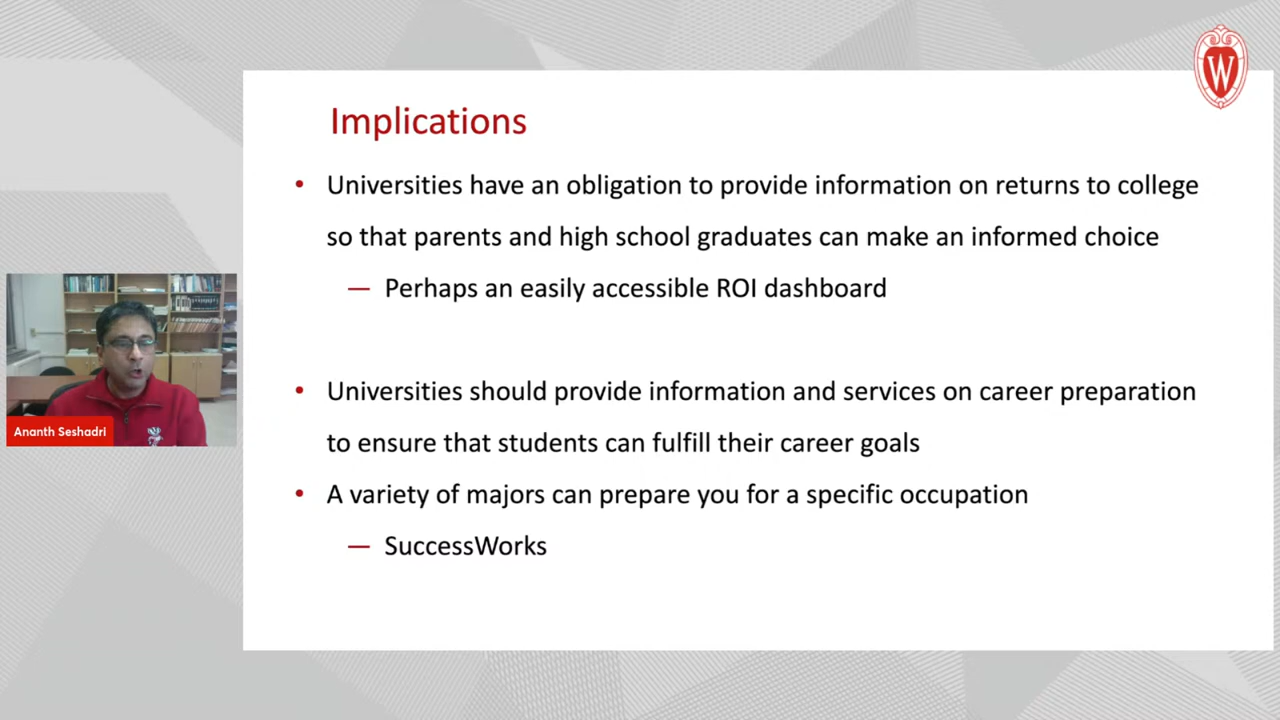 W
Implications
• Universities have an obligation to provide information on returns to college
so that parents and high school graduates can make an informed choice
— Perhaps an easily accessible ROI dashboard
• Universities should provide information and services on career preparation
to ensure that students can fulfill their career goals
• A variety of majors can prepare you for a specific occupation
— SuccessWorks
Ananth Seshadri